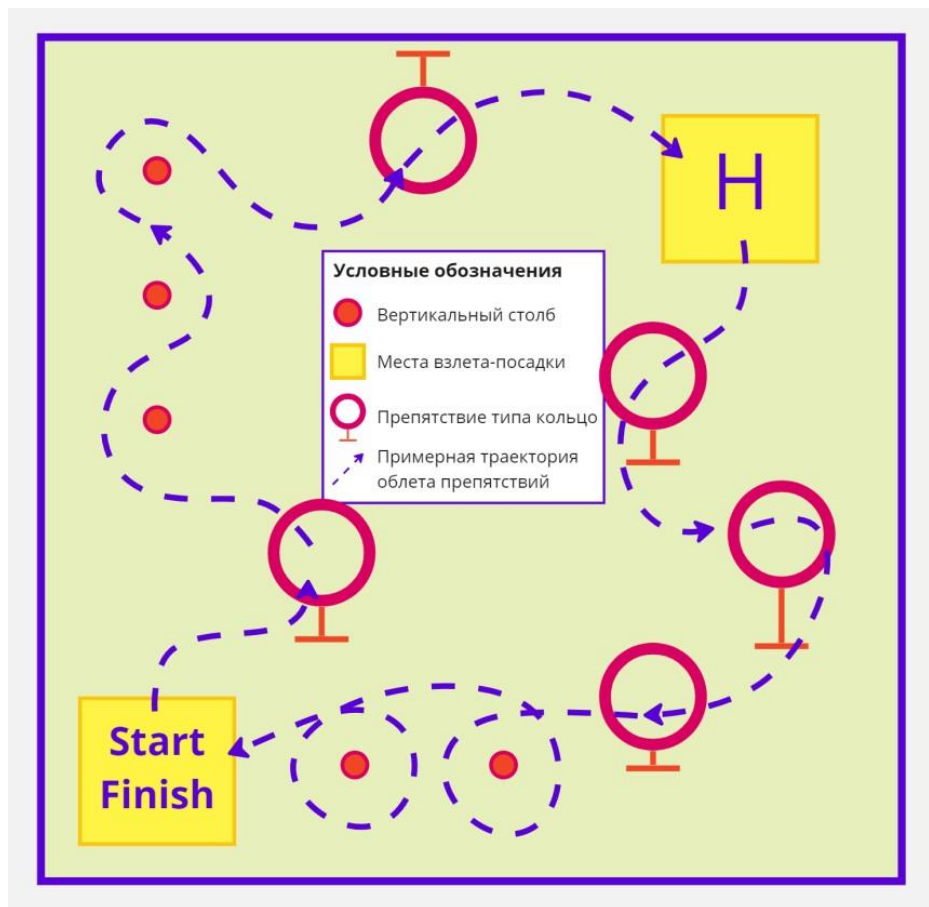 H
Условные обозначения
Вертикальный столб
Места взлета-посадки
Препятствие типа кольцо
Примерная траектория
облета препятствий
Start
Finish